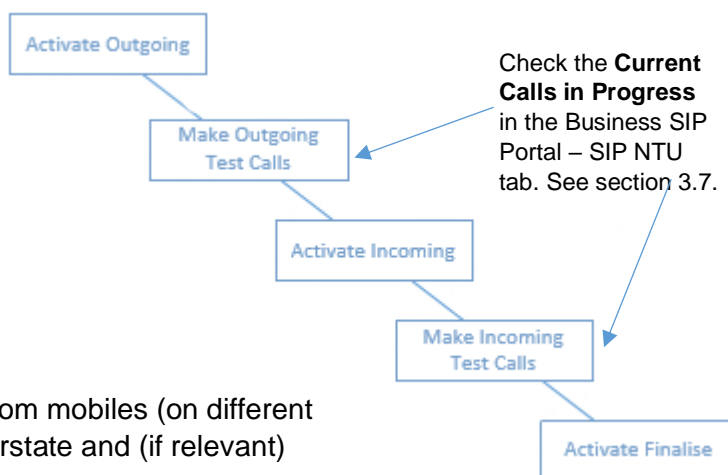 Activate Outgoing
Check the Current
Calls in Progress
in the Business SIP
Portal – SIP NTU
tab. See section 3.7.
Make Outgoing
Test Calls
Activate Incoming
Make Incoming
Test Calls
om mobiles (on different
rstate and (if relevant)
Activate Finalise